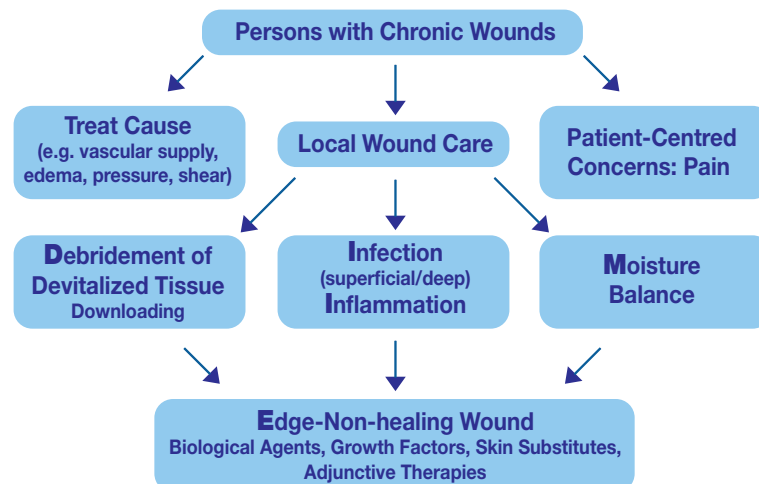 Persons with Chronic Wounds
Treat Cause
(e.g. vascular supply,
edema, pressure, shear)
Local Wound Care
Patient-Centred
Concerns: Pain
Debridement of
Devitalized Tissue
Downloading
Infection
(superficial/deep)
Inflammation
Moisture
Balance
Edge-Non-healing Wound
Biological Agents, Growth Factors, Skin Substitutes,
Adjunctive Therapies